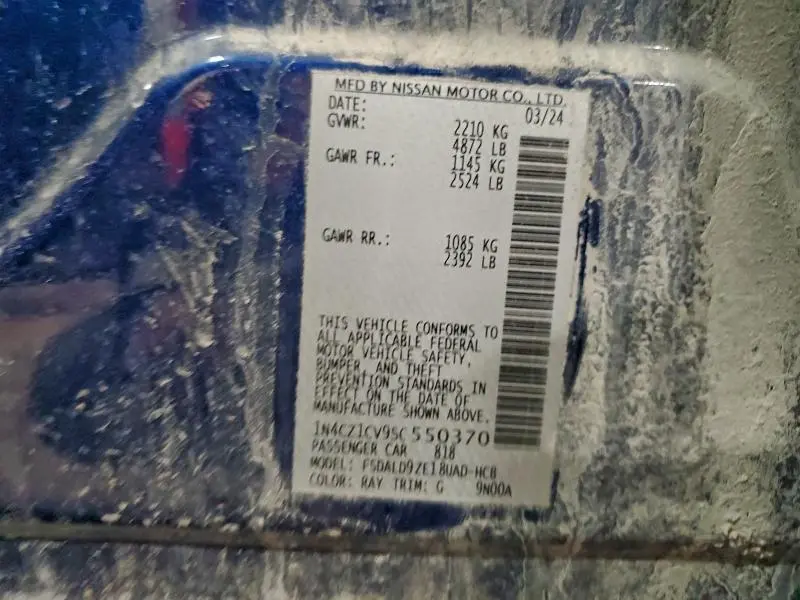 MFD BY NISSAN MOTOR CO., LTD.
DATE: 03/24
GVWR: 2210 KG
4872 LB
GAWR FR.: 1145 KG
2524 LB
GAWR RR.: 1085 KG
2392 LB
THIS VEHICLE CONFORMS TO
ALL APPLICABLE FEDERAL
MOTOR VEHICLE SAFETY,
BUMPER, AND THEFT
PREVENTION STANDARDS IN
EFFECT ON THE DATE OF
MANUFACTURE SHOWN ABOVE.
1N4CZ1CV9SC550370
PASSENGER CAR 818
MODEL: FSDALD9ZE18UAD-HCB
COLOR: RAY TRIM: G 9N00A